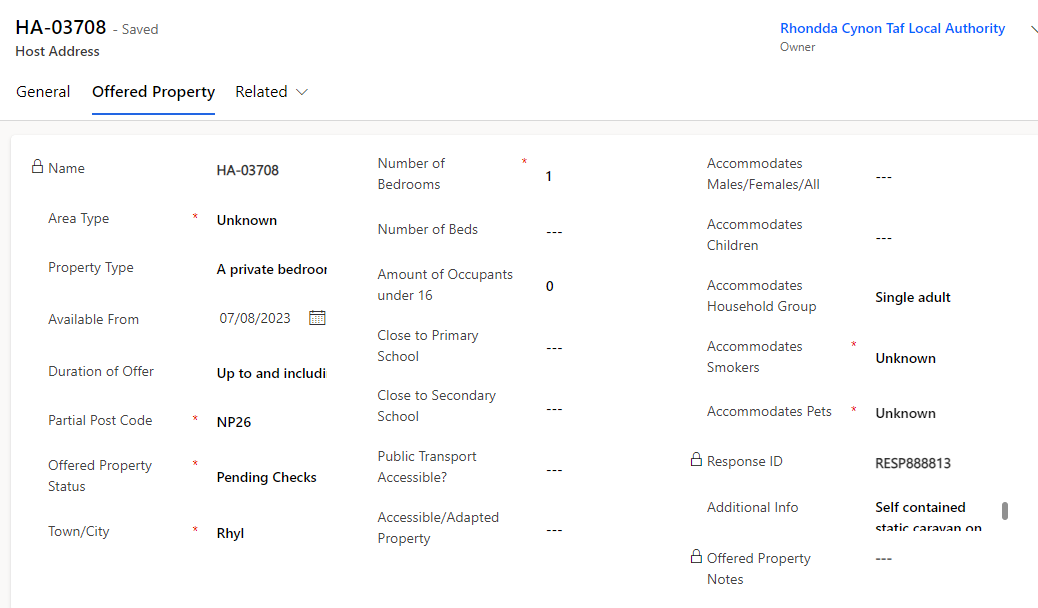 HA-03708 - Saved
Host Address
Rhondda Cynon Taf Local Authority
Owner
General
Offered Property
Related
Name
HA-03708
Area Type
*
Unknown
Property Type
A private bedroor
Available From
07/08/2023
Duration of Offer
Up to and includi
Partial Post Code
*
NP26
Offered Property
Status
*
Pending Checks
Town/City
*
Rhyl
Number of
Bedrooms
*
1
Number of Beds
---
Amount of Occupants
under 16
0
Close to Primary
School
---
Close to Secondary
School
---
Public Transport
Accessible?
---
Accessible/Adapted
Property
---
Accommodates
Males/Females/All
---
Accommodates
Children
---
Accommodates
Household Group
Single adult
Accommodates
Smokers
*
Unknown
Accommodates Pets
*
Unknown
Response ID
RESP888813
Additional Info
Self contained
static caravan on
Offered Property
Notes
---